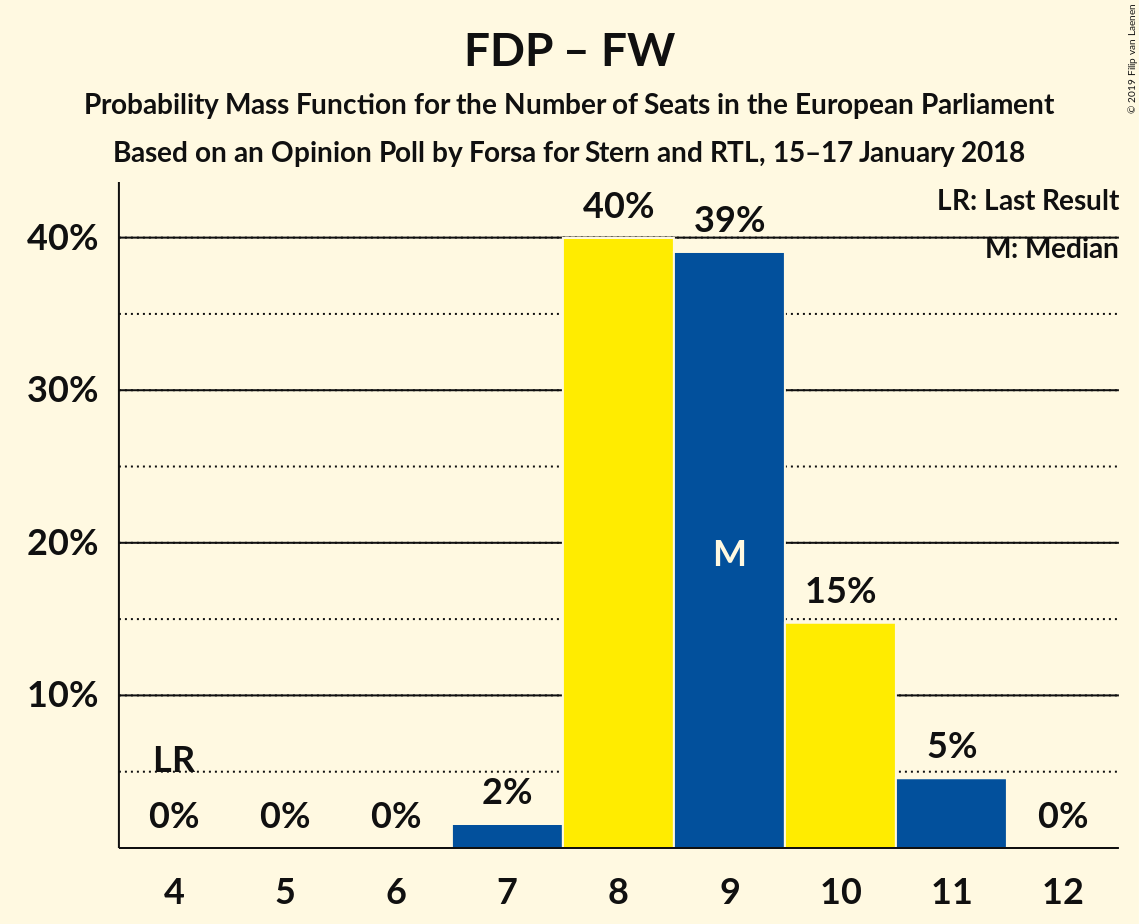 FDP – FW
Probability Mass Function for the Number of Seats in the European Parliament
Based on an Opinion Poll by Forsa for Stern and RTL, 15–17 January 2018
© 2019 Filip van Laenen
LR: Last Result
M: Median
40%
30%
20%
10%
LR
0%
0%
0%
2%
40%
39%
M
15%
5%
0%
4
5
6
7
8
9
10
11
12